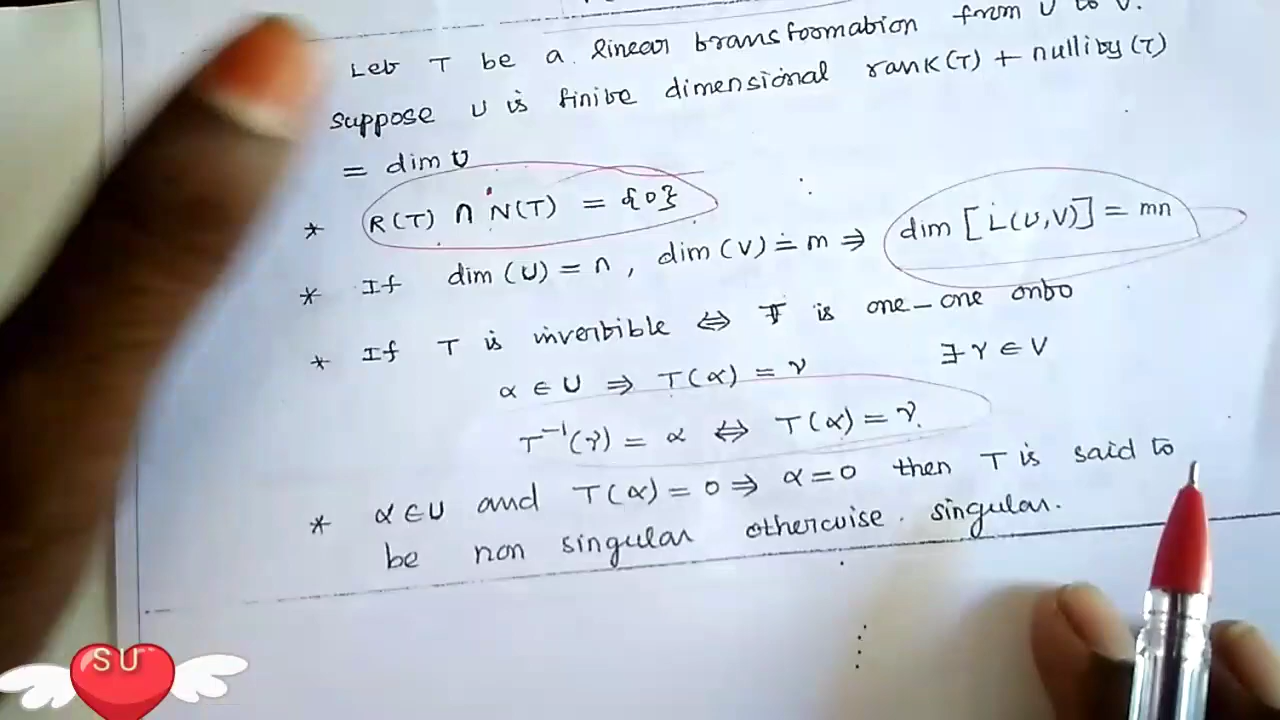 Let T be a linear transformation from U to V.
suppose U is finite dimensional rank(T) + nullity(T)
= dim U
* R(T) ∩ N(T) = {0}
* If dim(U) = n, dim(V) = m ⇒ dim[L(U,V)] = mn
* If T is invertible ⇔ T is one-one onto
α ∈ U ⇒ T(α) = γ ∃ γ ∈ V
T⁻¹(γ) = α ⇔ T(α) = γ.
* α ∈ U and T(α) = 0 ⇒ α = 0 then T is said to
be non singular otherwise singular.
SU